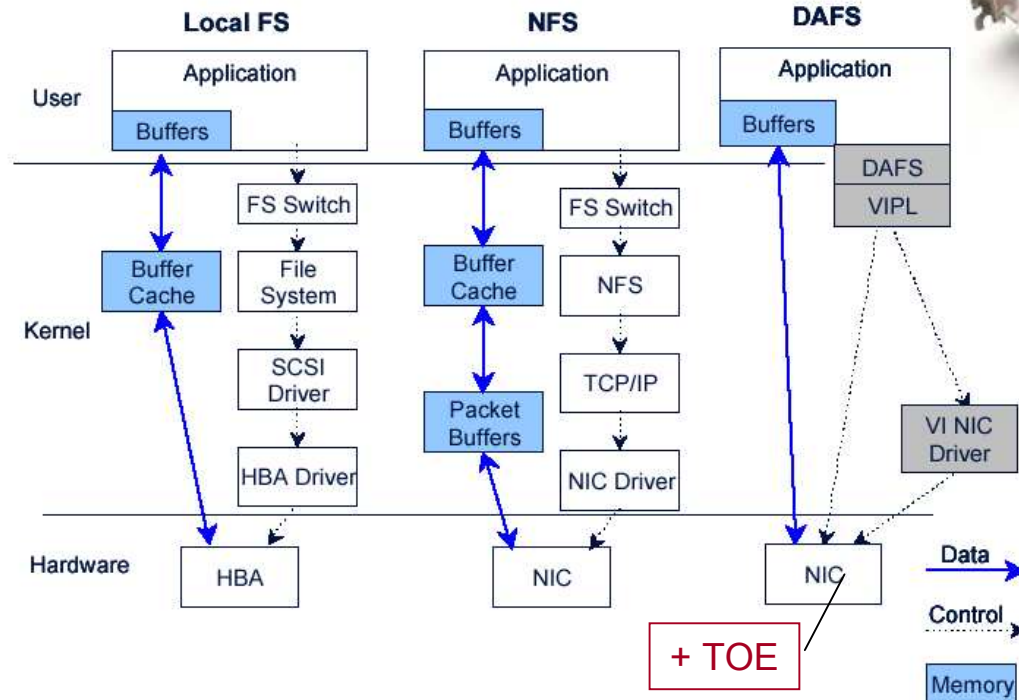 Local FS
NFS
DAFS
User
Application
Buffers
Application
Buffers
Application
Buffers
DAFS
VIPL
Kernel
FS Switch
Buffer
Cache
File
System
SCSI
Driver
HBA Driver
FS Switch
Buffer
Cache
NFS
TCP/IP
Packet
Buffers
NIC Driver
VI NIC
Driver
Hardware
HBA
NIC
NIC
+ TOE
Data
Control
Memory